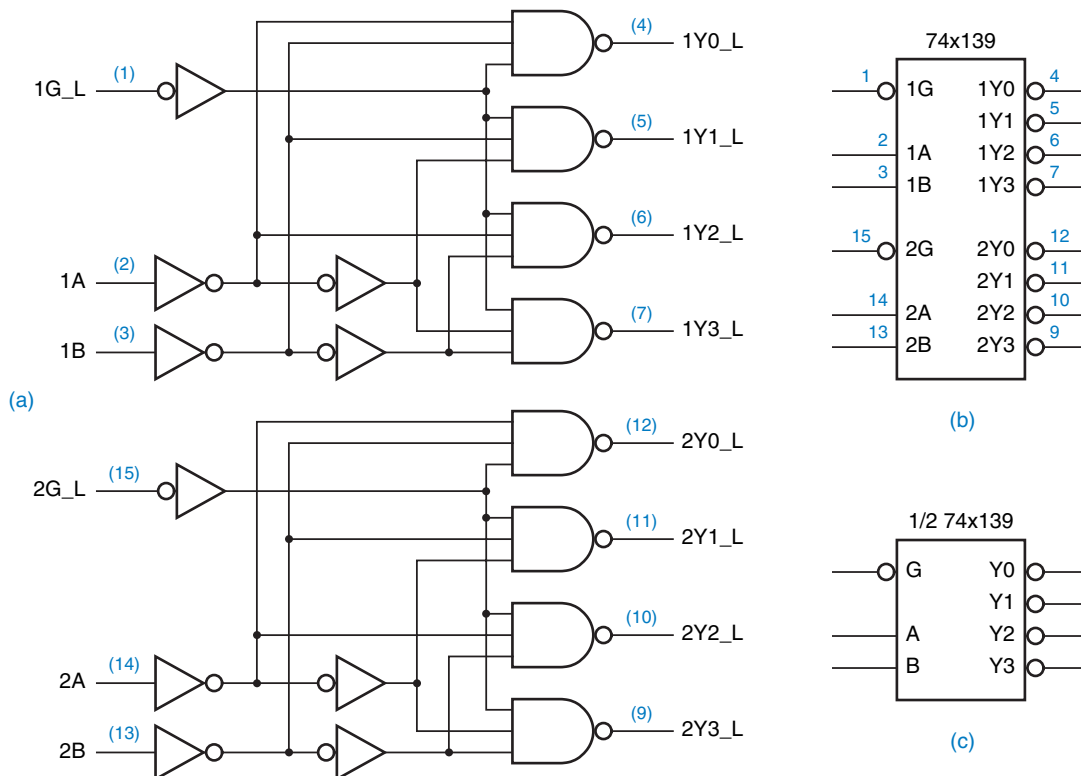 (4)
1Y0_L
(1)
1G_L
(5)
1Y1_L
(6)
1Y2_L
(2)
1A
(7)
1Y3_L
(3)
1B
(a)
(12)
2Y0_L
(15)
2G_L
(11)
2Y1_L
(10)
2Y2_L
(14)
2A
(9)
2Y3_L
(13)
2B
74x139
1 1G 1Y0 4
1Y1 5
2 1A 1Y2 6
3 1B 1Y3 7
15 2G 2Y0 12
2Y1 11
14 2A 2Y2 10
13 2B 2Y3 9
(b)
1/2 74x139
G Y0
Y1
A Y2
B Y3
(c)